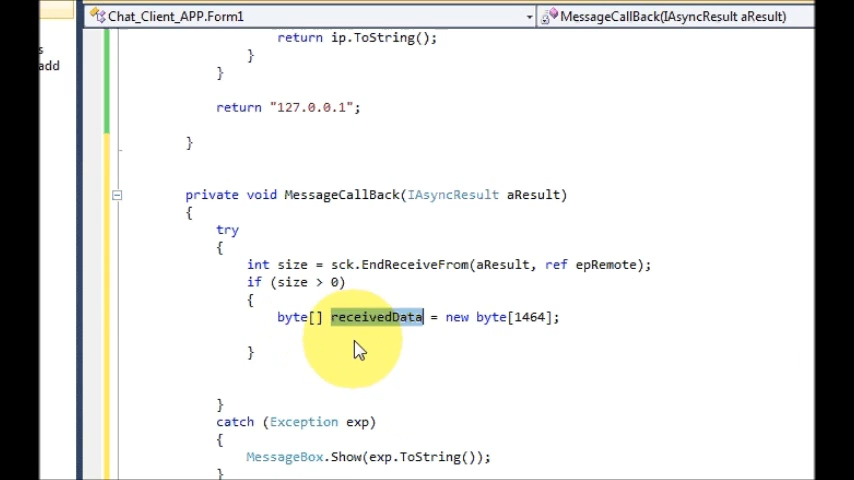 Chat_Client_APP.Form1
MessageCallBack(IAsyncResult aResult)
s
add
return ip.ToString();
}
}
return "127.0.0.1";
}
private void MessageCallBack(IAsyncResult aResult)
{
try
{
int size = sck.EndReceiveFrom(aResult, ref epRemote);
if (size > 0)
{
byte[] receivedData = new byte[1464];
}
}
catch (Exception exp)
{
MessageBox.Show(exp.ToString());
}